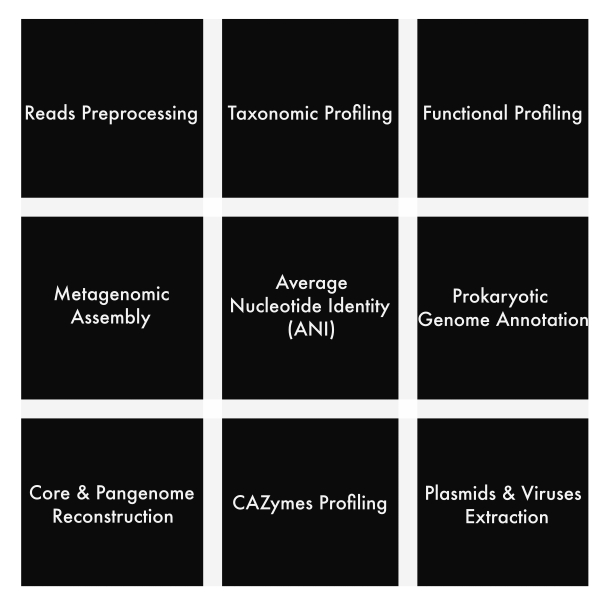 Reads Preprocessing
Taxonomic Profiling
Functional Profiling
Metagenomic
Assembly
Average
Nucleotide Identity
(ANI)
Prokaryotic
Genome Annotation
Core & Pangenome
Reconstruction
CAZymes Profiling
Plasmids & Viruses
Extraction